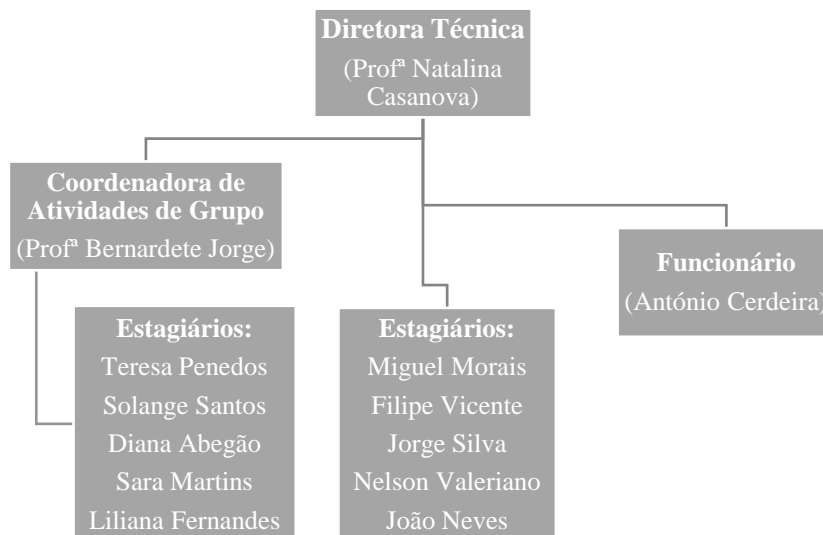 Diretora Técnica
(Profª Natalina
Casanova)
Coordenadora de
Atividades de Grupo
(Profª Bernardete Jorge)
Funcionário
(António Cerdeira)
Estagiários:
Teresa Penedos
Solange Santos
Diana Abegão
Sara Martins
Liliana Fernandes
Estagiários:
Miguel Morais
Filipe Vicente
Jorge Silva
Nelson Valeriano
João Neves